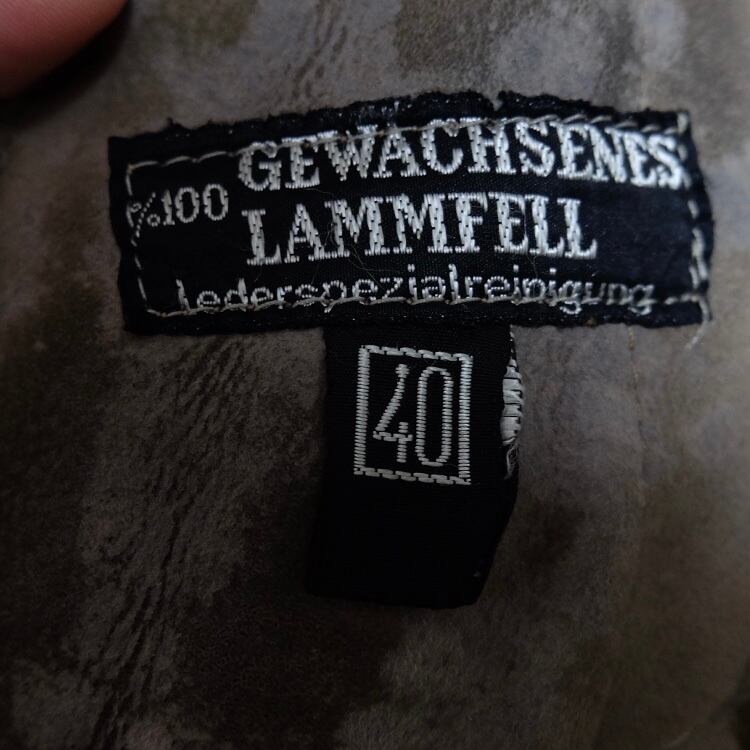 %100 GEWACHSENES
LAMMFELL
Lederspezialreinigung
40